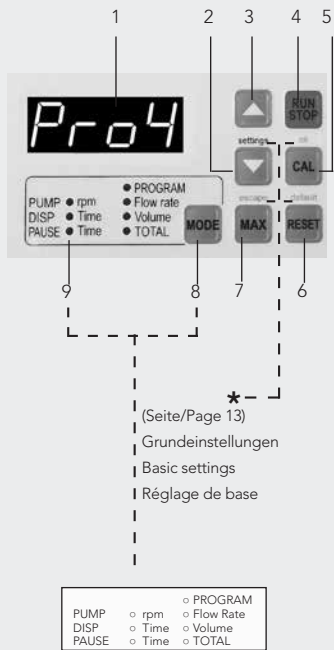 1
2 3 4 5
Pro4
RUN STOP
settings ok
CAL
escape default
MAX RESET
MODE
● PROGRAM
PUMP ● rpm ● Flow rate
DISP ● Time ● Volume
PAUSE ● Time ● TOTAL
9 8 7 6
*
(Seite/Page 13)
Grundeinstellungen
Basic settings
Réglage de base
○ PROGRAM
PUMP ○ rpm ○ Flow Rate
DISP ○ Time ○ Volume
PAUSE ○ Time ○ TOTAL